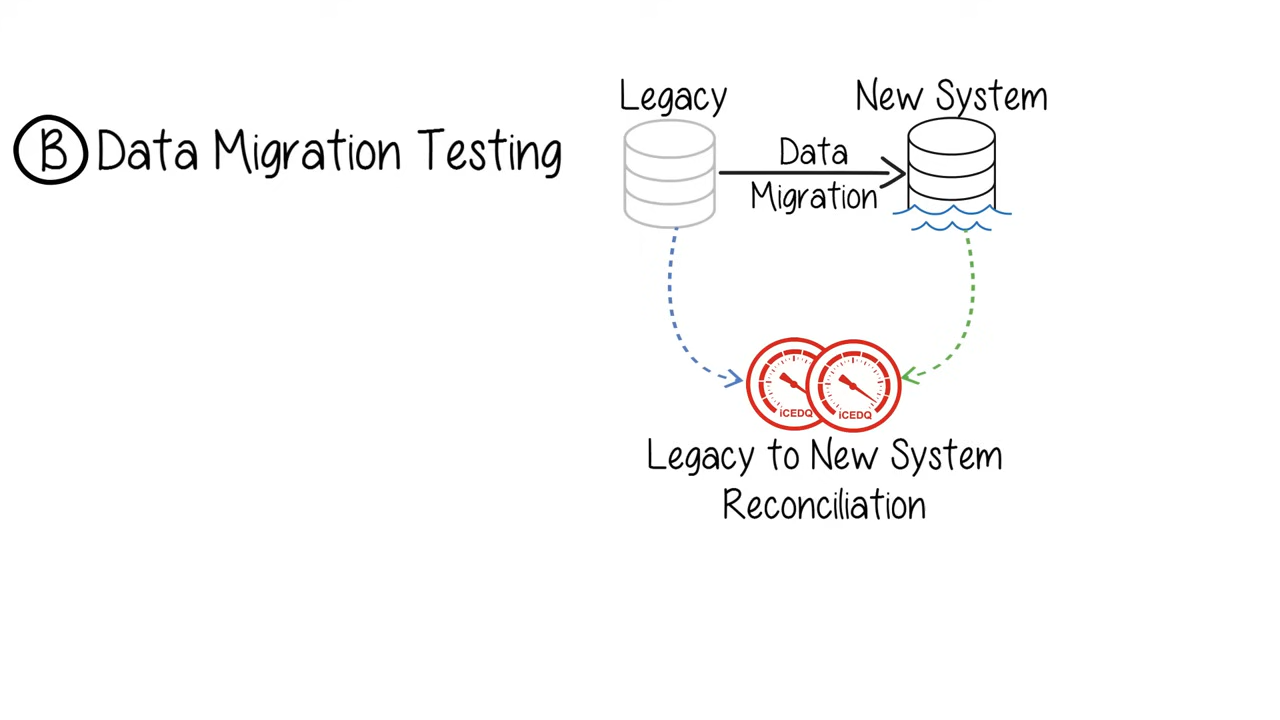 B Data Migration Testing
Legacy
New System
Data
Migration
iCEDQ
iCEDQ
Legacy to New System
Reconciliation